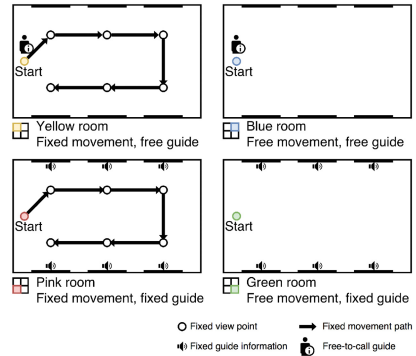 Start
Yellow room
Fixed movement, free guide
Start
Blue room
Free movement, free guide
Start
Pink room
Fixed movement, fixed guide
Start
Green room
Free movement, fixed guide
Fixed view point
Fixed movement path
Fixed guide information
Free-to-call guide